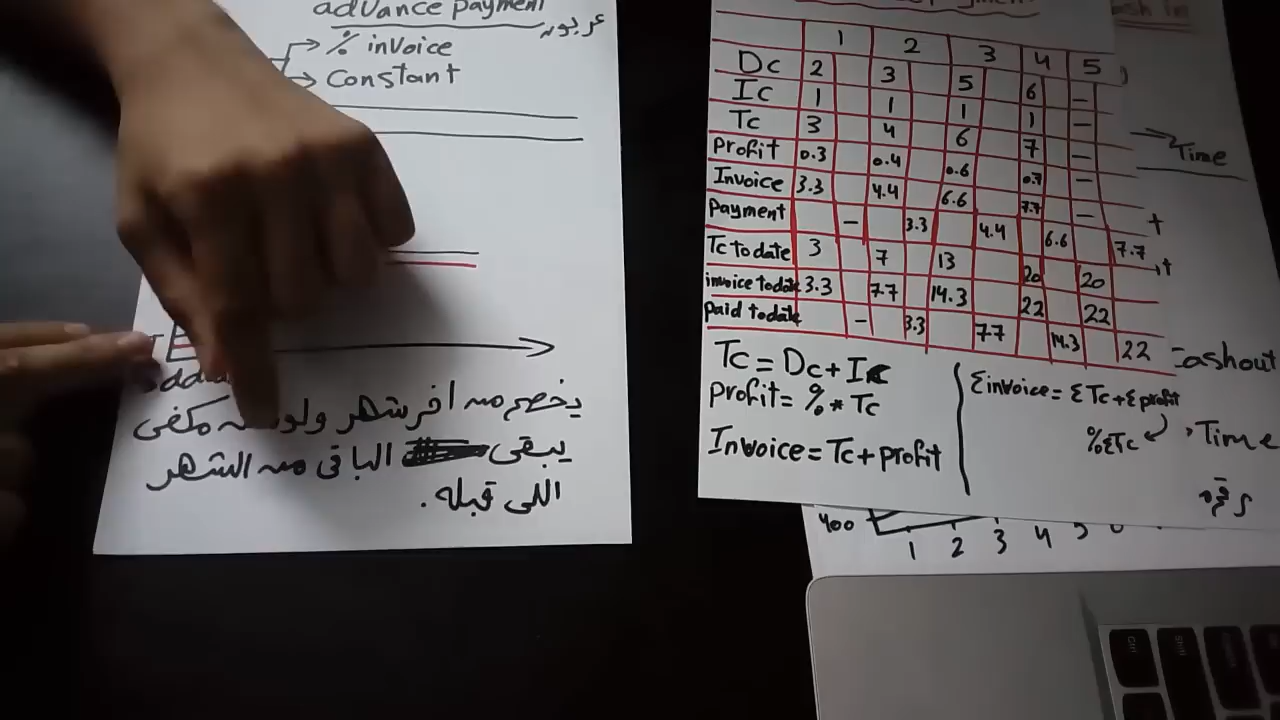 advance payment
عربون
% invoice
Constant
يخصم من اخر شهر ولو مكفى
يبقى الباقى من الشهر
اللى قبله.
1 2 3 4 5
Dc 2 3 5 6 –
Ic 1 1 1 1 –
Tc 3 4 6 7 –
Profit 0.3 0.4 0.6 0.7 –
Invoice 3.3 4.4 6.6 7.7 –
Payment – 3.3 4.4 6.6 7.7
Tc to date 3 7 13 20 20
invoice to date 3.3 7.7 14.3 22 22
Paid to date – 3.3 7.7 14.3 22
Tc = Dc + Ic
Profit = % * Tc
Invoice = Tc + profit
Σinvoice = ΣTc + Σprofit
%ΣTc
Time
Cashout
Time
400
1 2 3 4 5 6
Ctrl